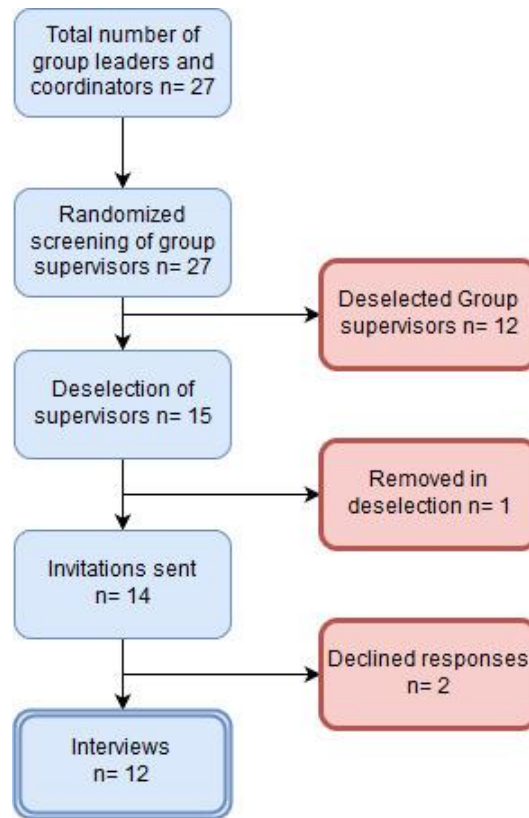 Total number of
group leaders and
coordinators n= 27
Randomized
screening of group
supervisors n= 27
Deselected Group
supervisors n= 12
Deselection of
supervisors n= 15
Removed in
deselection n= 1
Invitations sent
n= 14
Declined responses
n= 2
Interviews
n= 12